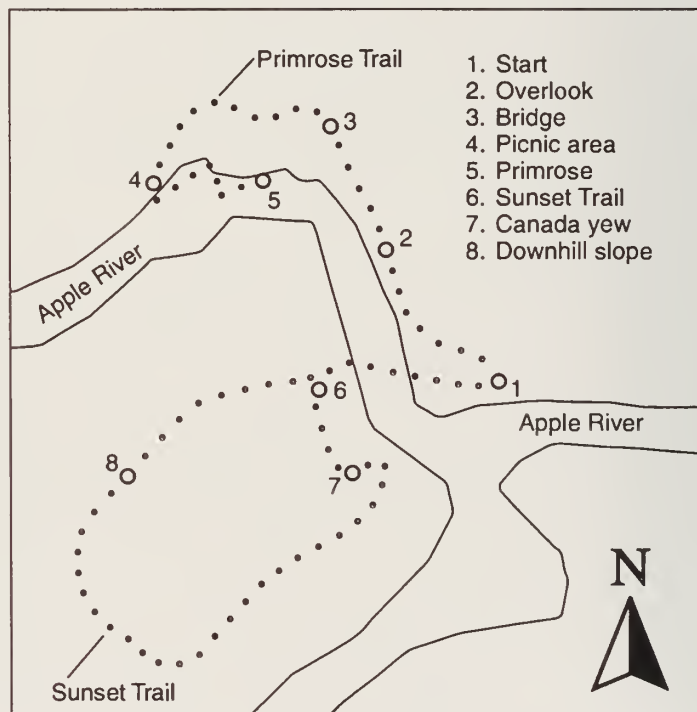 Primrose Trail
1. Start
2. Overlook
3. Bridge
4. Picnic area
5. Primrose
6. Sunset Trail
7. Canada yew
8. Downhill slope
3
4
5
2
Apple River
6
1
Apple River
8
7
N
Sunset Trail